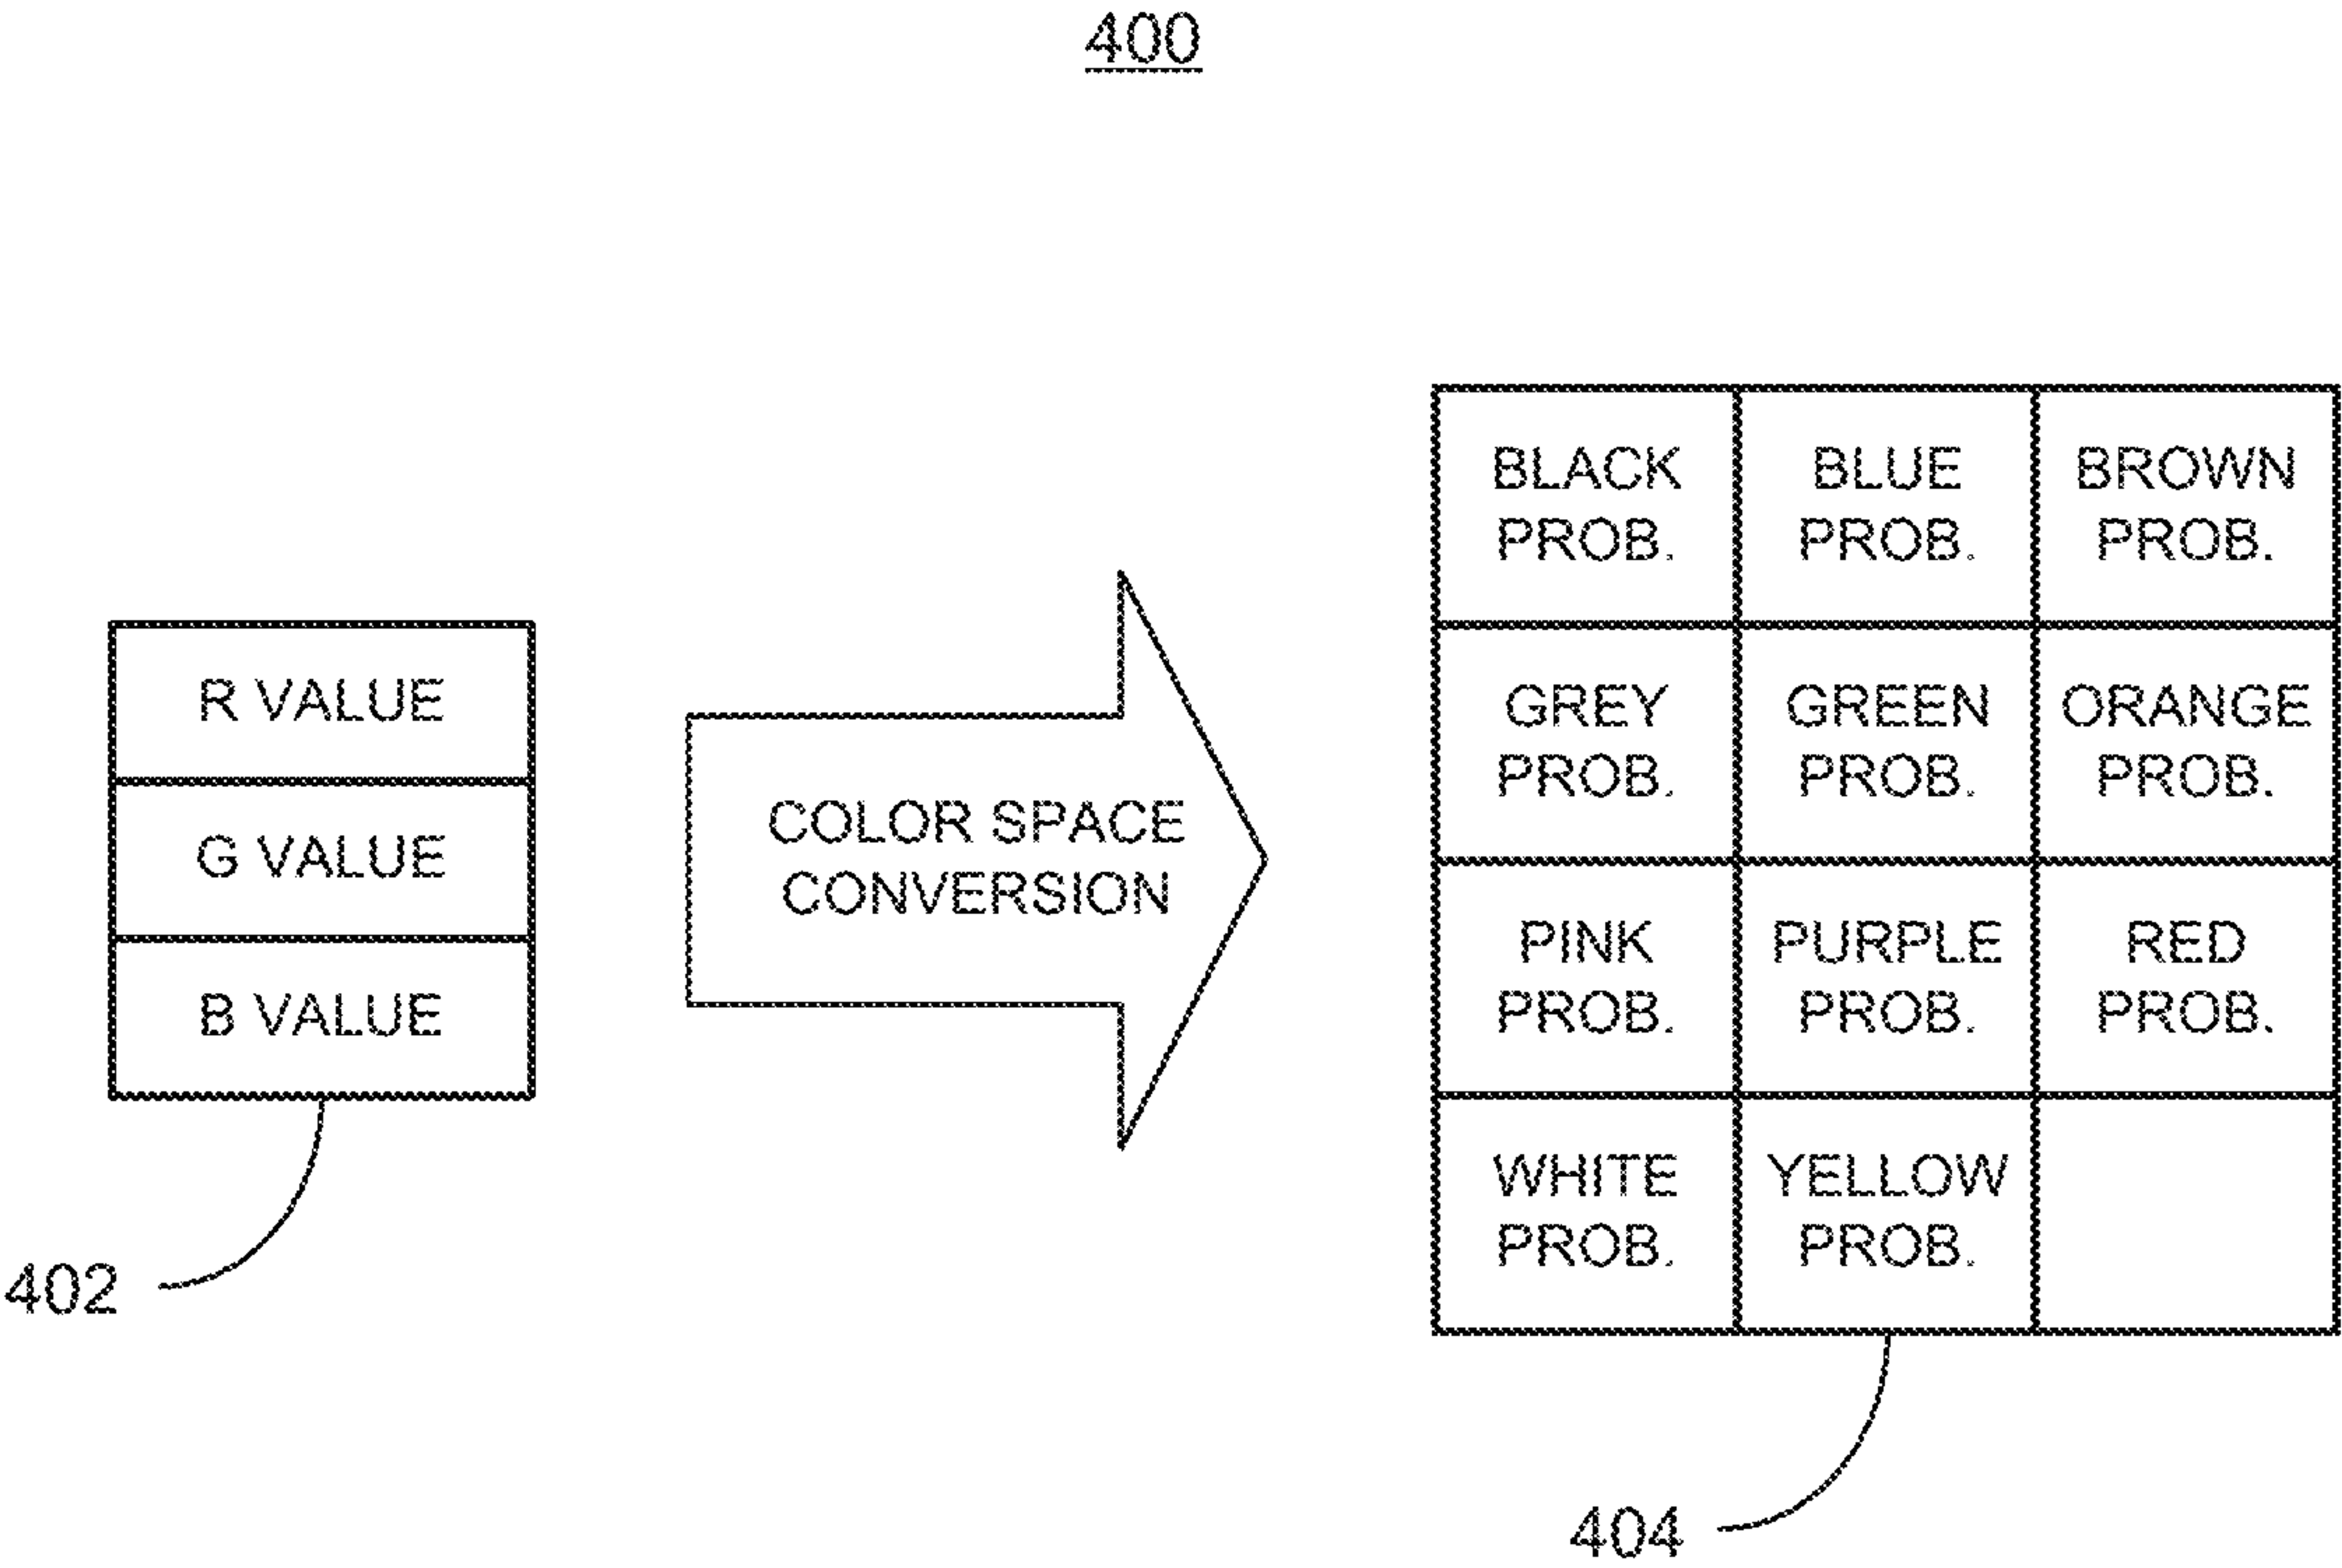 400
R VALUE
G VALUE
B VALUE
402
COLOR SPACE
CONVERSION
BLACK
PROB.
BLUE
PROB.
BROWN
PROB.
GREY
PROB.
GREEN
PROB.
ORANGE
PROB.
PINK
PROB.
PURPLE
PROB.
RED
PROB.
WHITE
PROB.
YELLOW
PROB.
404